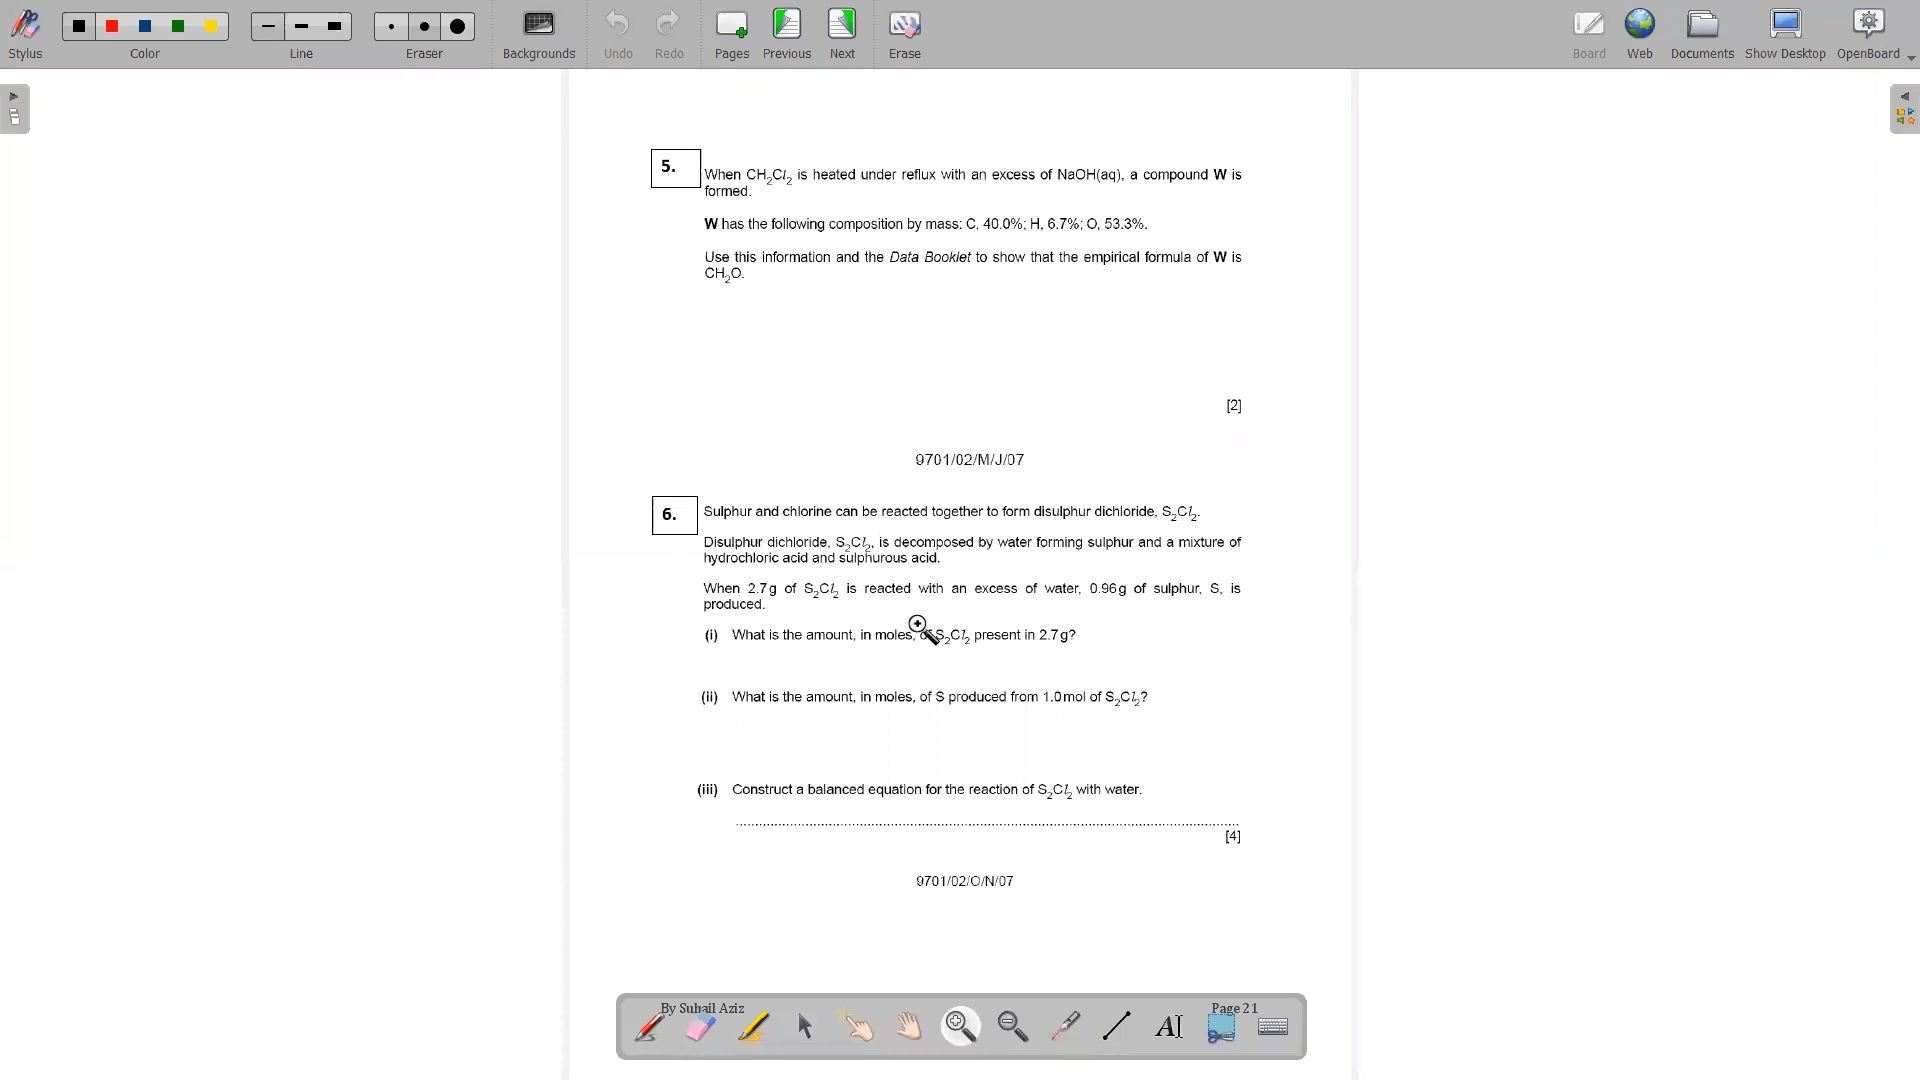 Stylus
Color
Line
Eraser
Backgrounds
Undo
Redo
Pages
Previous
Next
Erase
Board
Web
Documents
Show Desktop
OpenBoard
5.
When CH₂Cl₂ is heated under reflux with an excess of NaOH(aq), a compound W is
formed.
W has the following composition by mass: C, 40.0%; H, 6.7%; O, 53.3%.
Use this information and the Data Booklet to show that the empirical formula of W is
CH₂O.
[2]
9701/02/M/J/07
6.
Sulphur and chlorine can be reacted together to form disulphur dichloride, S₂Cl₂.
Disulphur dichloride, S₂Cl₂, is decomposed by water forming sulphur and a mixture of
hydrochloric acid and sulphurous acid.
When 2.7 g of S₂Cl₂ is reacted with an excess of water, 0.96 g of sulphur, S, is
produced.
(i) What is the amount, in moles, of S₂Cl₂ present in 2.7 g?
(ii) What is the amount, in moles, of S produced from 1.0 mol of S₂Cl₂?
(iii) Construct a balanced equation for the reaction of S₂Cl₂ with water.
[4]
9701/02/O/N/07
By Suhail Aziz
Page 21
AI